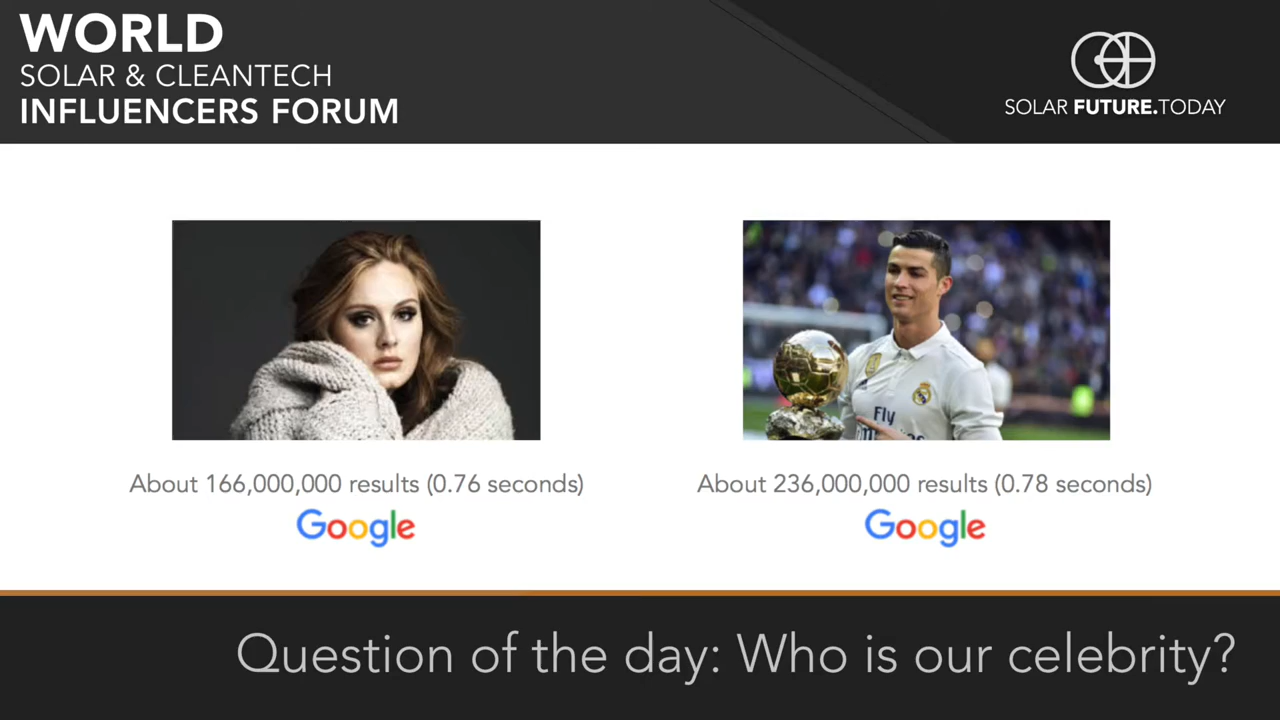 WORLD
SOLAR & CLEANTECH
INFLUENCERS FORUM
SOLAR FUTURE.TODAY
Fly
About 166,000,000 results (0.76 seconds)
Google
About 236,000,000 results (0.78 seconds)
Google
Question of the day: Who is our celebrity?